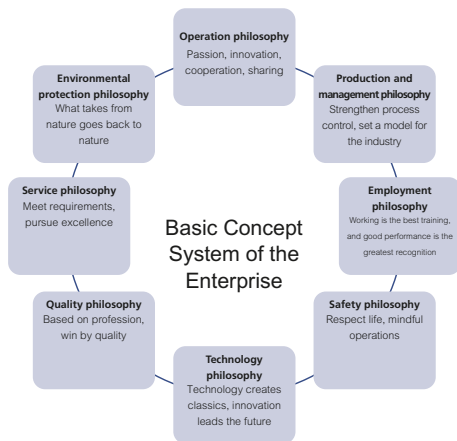 Operation philosophy
Passion, innovation,
cooperation, sharing
Production and
management philosophy
Strengthen process
control, set a model for
the industry
Employment
philosophy
Working is the best training,
and good performance is the
greatest recognition
Safety philosophy
Respect life, mindful
operations
Technology
philosophy
Technology creates
classics, innovation
leads the future
Quality philosophy
Based on profession,
win by quality
Service philosophy
Meet requirements,
pursue excellence
Environmental
protection philosophy
What takes from
nature goes back to
nature
Basic Concept
System of the
Enterprise